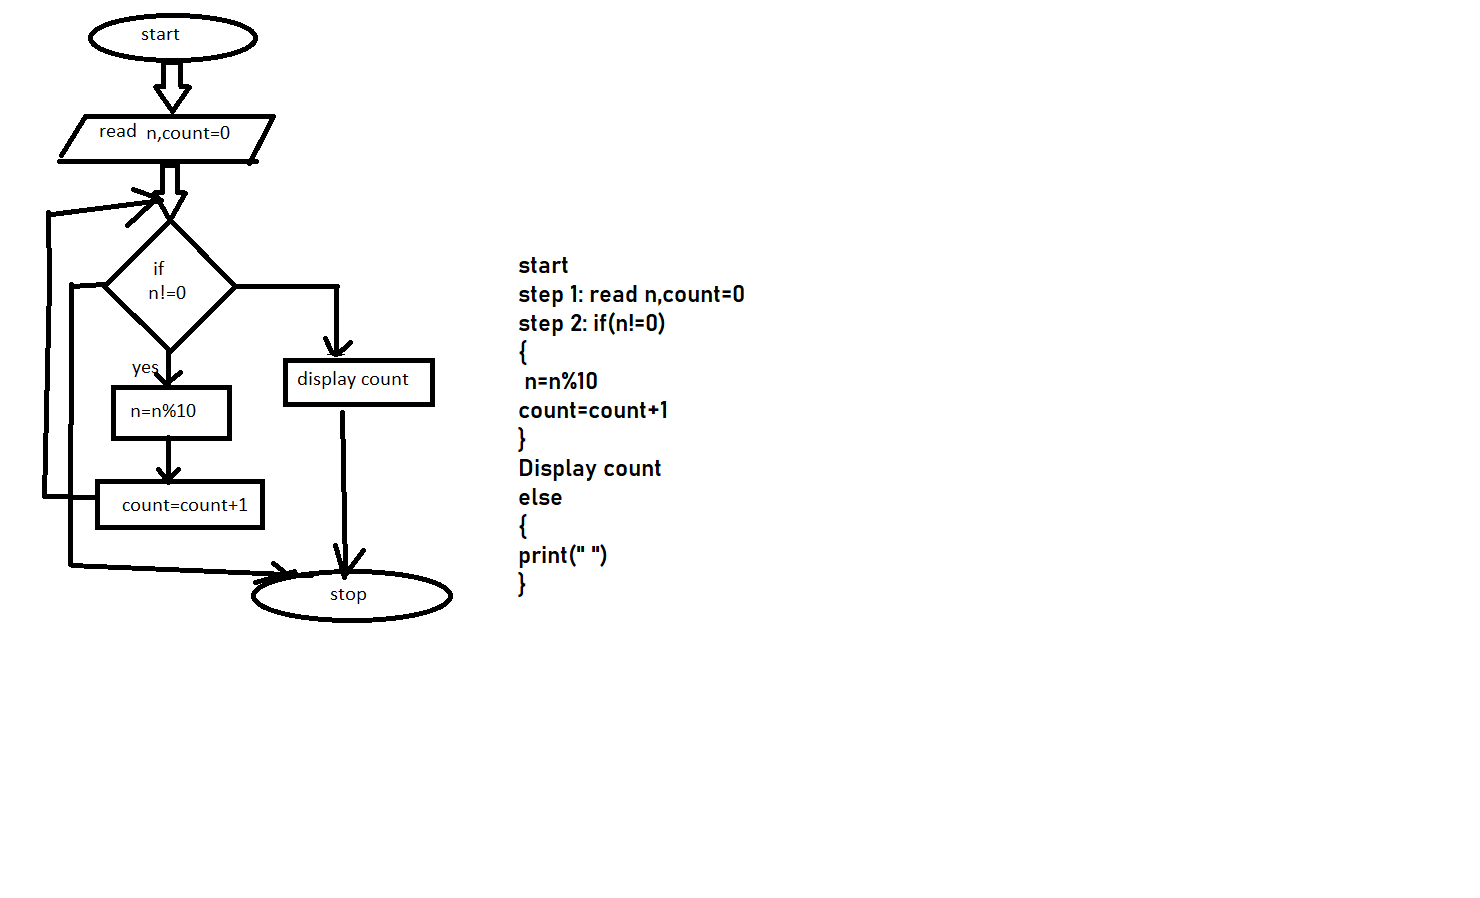 start
read n,count=0
if
n!=0
yes
n=n%10
count=count+1
display count
stop
start
step 1: read n,count=0
step 2: if(n!=0)
{
n=n%10
count=count+1
}
Display count
else
{
print(" ")
}